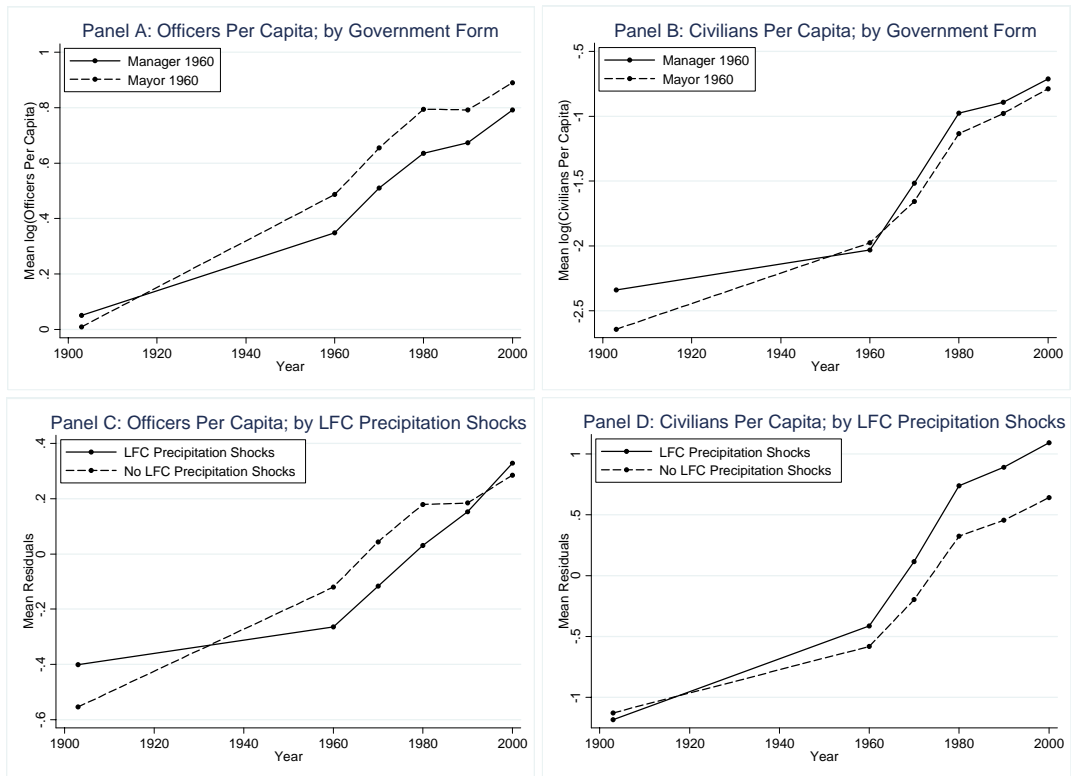 Panel A: Officers Per Capita; by Government Form
Manager 1960
Mayor 1960
Mean log(Officers Per Capita)
1
.8
.6
.4
.2
0
1900 1920 1940 1960 1980 2000
Year
Panel B: Civilians Per Capita; by Government Form
Manager 1960
Mayor 1960
Mean log(Civilians Per Capita)
-.5
-1
-1.5
-2
-2.5
1900 1920 1940 1960 1980 2000
Year
Panel C: Officers Per Capita; by LFC Precipitation Shocks
LFC Precipitation Shocks
No LFC Precipitation Shocks
Mean Residuals
.4
.2
0
-.2
-.4
-.6
1900 1920 1940 1960 1980 2000
Year
Panel D: Civilians Per Capita; by LFC Precipitation Shocks
LFC Precipitation Shocks
No LFC Precipitation Shocks
Mean Residuals
1
.5
0
-.5
-1
1900 1920 1940 1960 1980 2000
Year